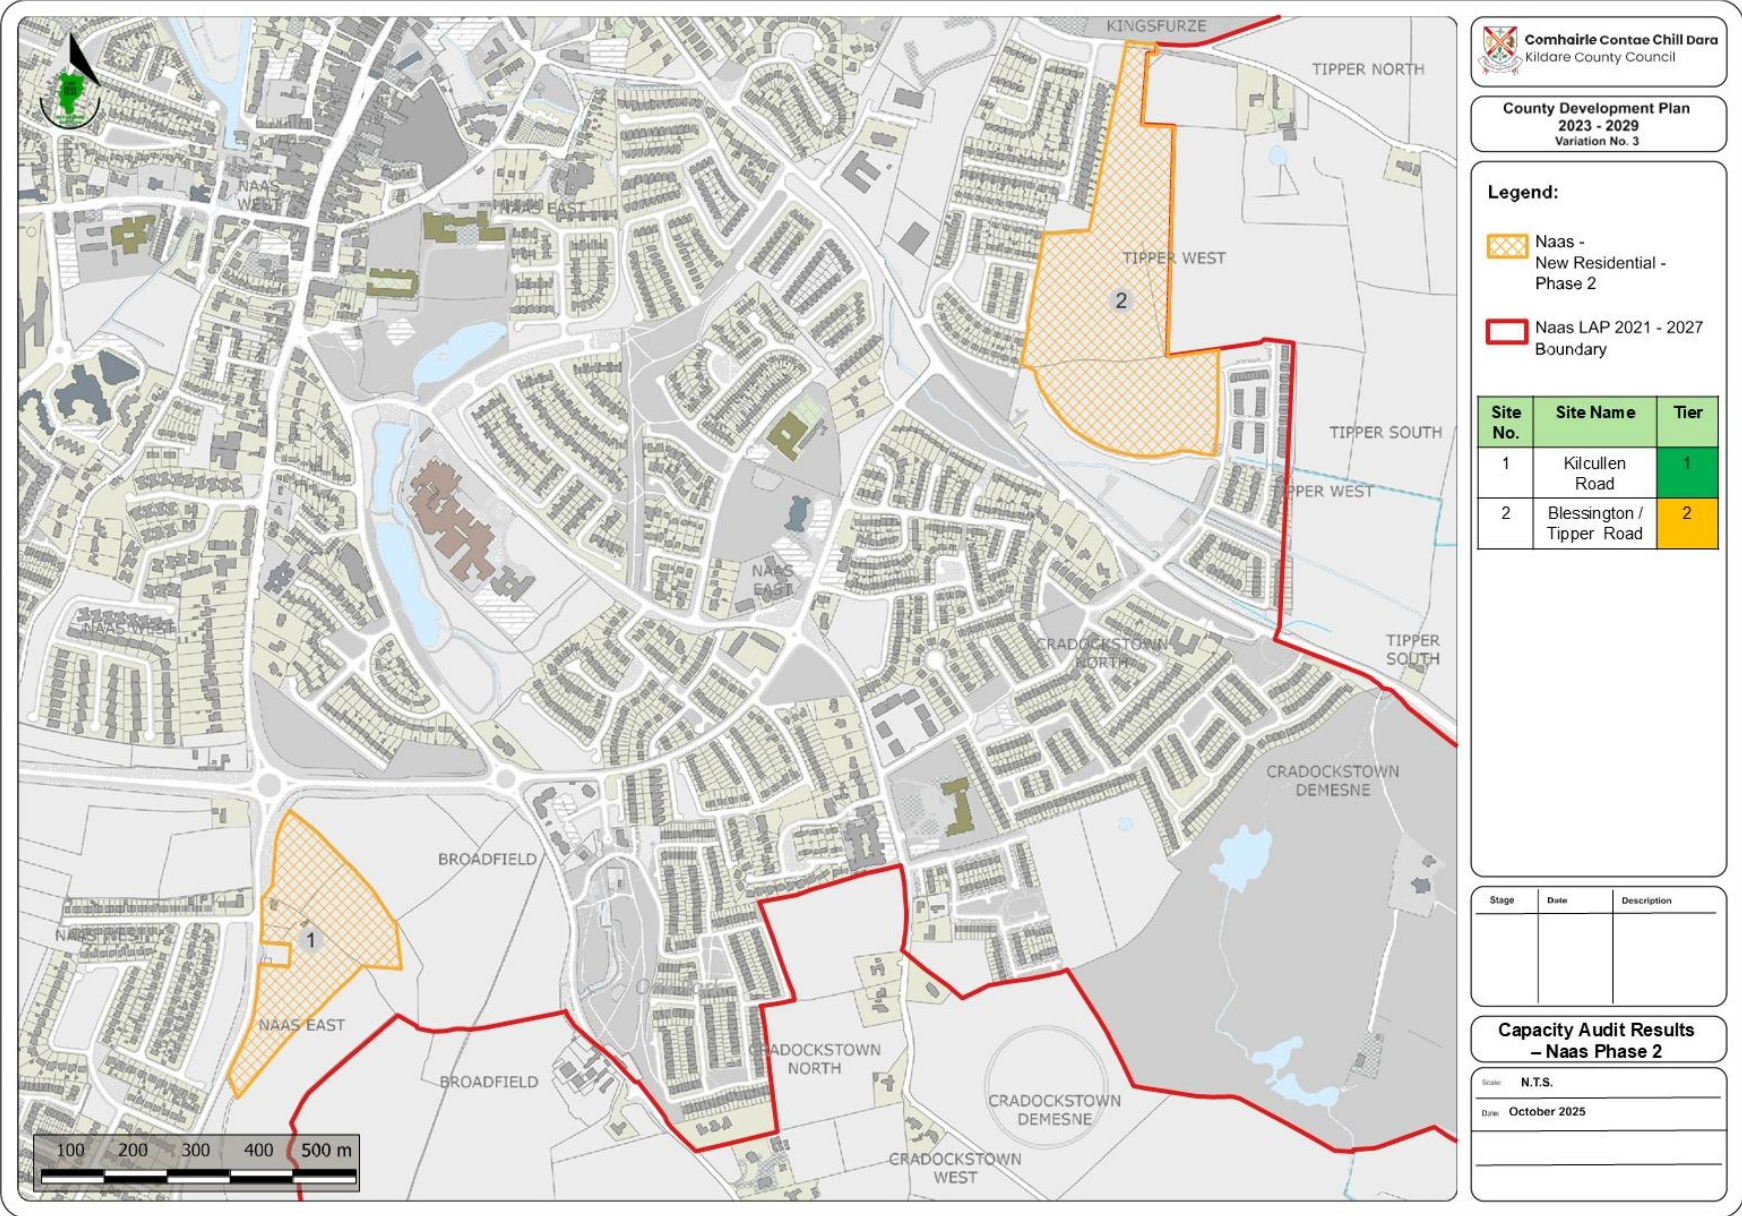 KINGSFURZE
TIPPER NORTH
NAAS
WEST
NAAS EAST
TIPPER WEST
2
TIPPER SOUTH
TIPPER WEST
NAAS
EAST
NAAS WEST
CRADOCKSTOWN
NORTH
TIPPER
SOUTH
CRADOCKSTOWN
DEMESNE
BROADFIELD
NAAS WEST
1
NAAS EAST
BROADFIELD
CRADOCKSTOWN
NORTH
CRADOCKSTOWN
DEMESNE
CRADOCKSTOWN
WEST
100 200 300 400 500 m
Comhairle Contae Chill Dara
Kildare County Council
County Development Plan
2023 - 2029
Variation No. 3
Legend:
Naas -
New Residential -
Phase 2
Naas LAP 2021 - 2027
Boundary
Site No. Site Name Tier
1 Kilcullen Road 1
2 Blessington / Tipper Road 2
Stage Date Description
Capacity Audit Results
– Naas Phase 2
Scale: N.T.S.
Date: October 2025